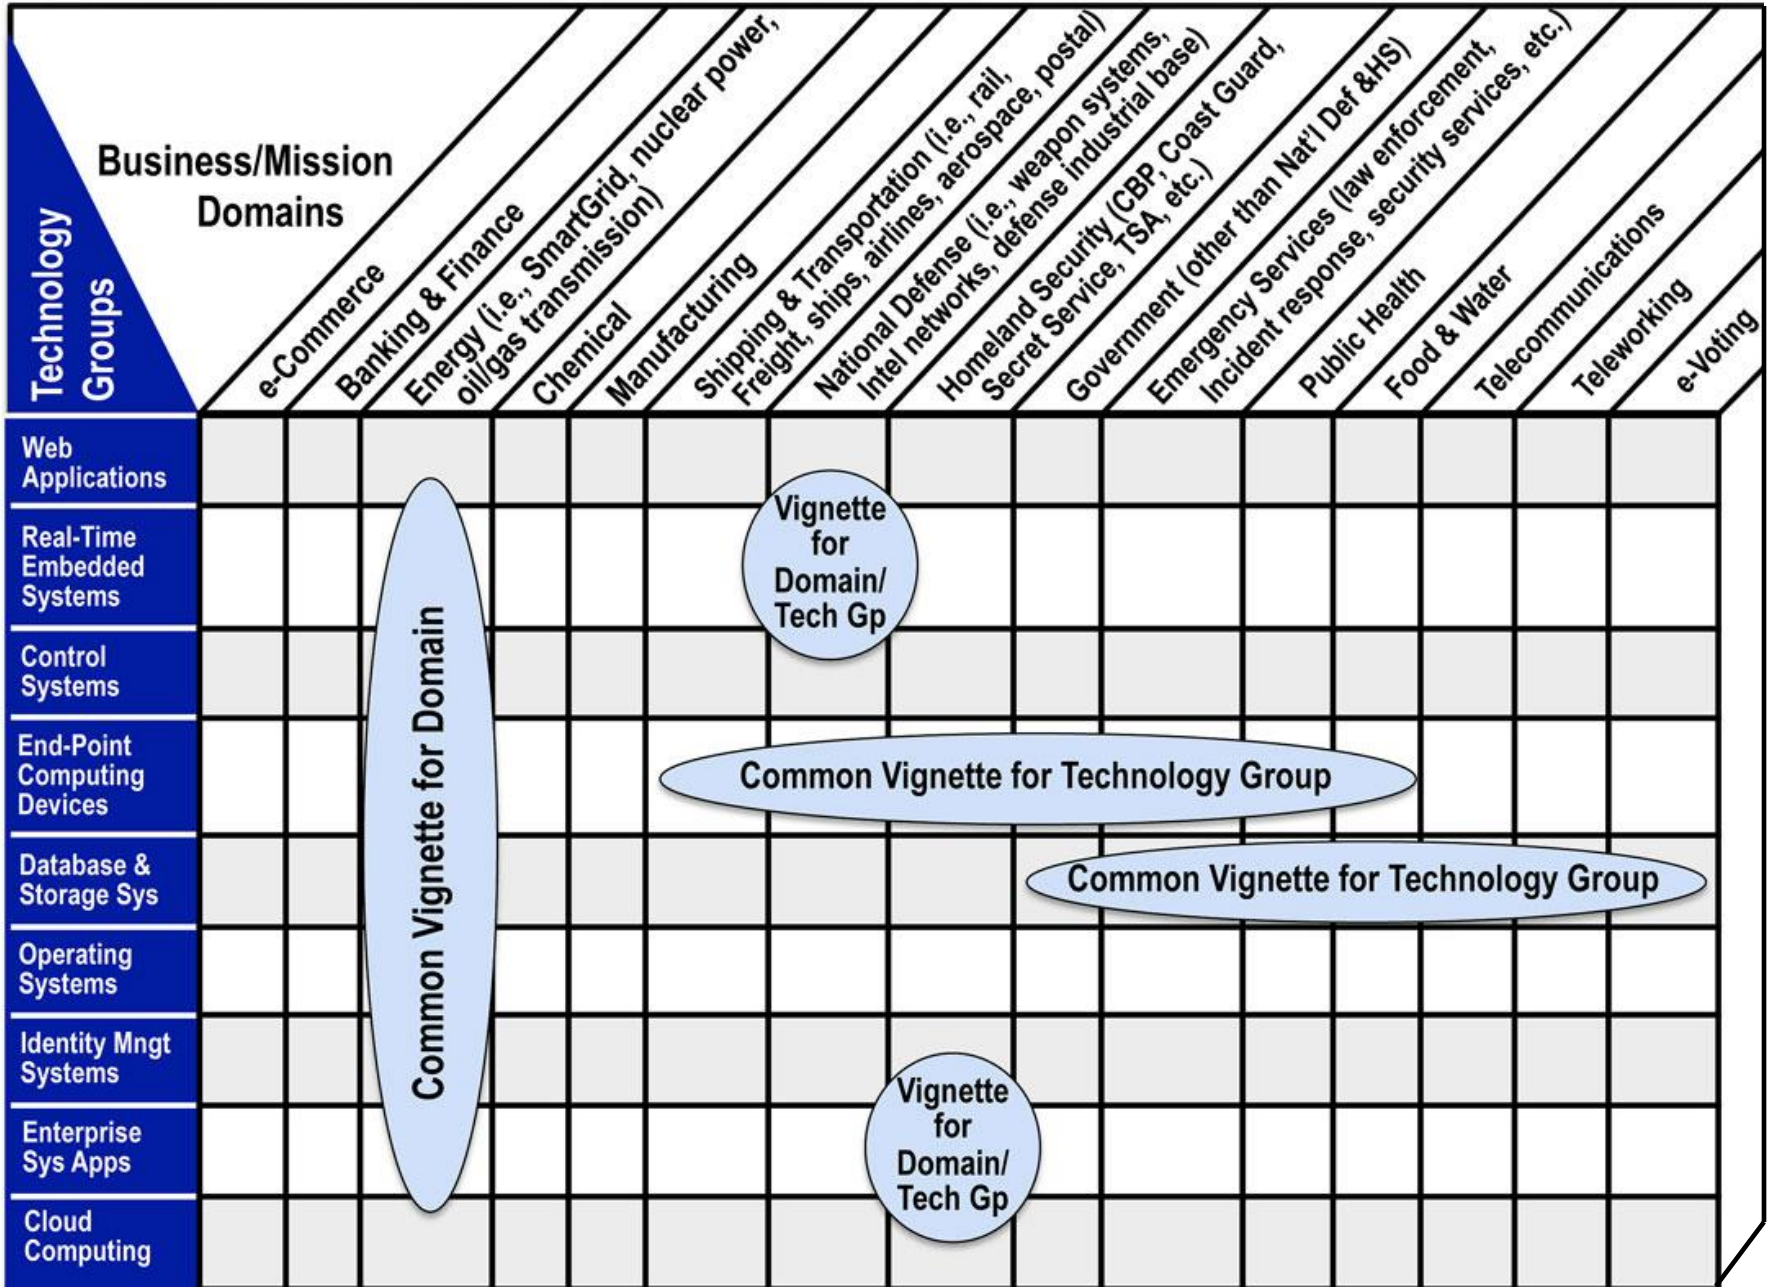 Business/Mission
Domains
Technology
Groups
e-Commerce
Banking & Finance
Energy (i.e., SmartGrid, nuclear power,
oil/gas transmission)
Chemical
Manufacturing
Shipping & Transportation (i.e., rail,
Freight, ships, airlines, aerospace, postal)
National Defense (i.e., weapon systems,
Intel networks, defense industrial base)
Homeland Security (CBP, Coast Guard,
Secret Service, TSA, etc.)
Government (other than Nat'l Def &HS)
Emergency Services (law enforcement,
Incident response, security services, etc.)
Public Health
Food & Water
Telecommunications
Teleworking
e-Voting
Web
Applications
Real-Time
Embedded
Systems
Control
Systems
End-Point
Computing
Devices
Database &
Storage Sys
Operating
Systems
Identity Mngt
Systems
Enterprise
Sys Apps
Cloud
Computing
Common Vignette for Domain
Vignette
for
Domain/
Tech Gp
Common Vignette for Technology Group
Common Vignette for Technology Group
Vignette
for
Domain/
Tech Gp